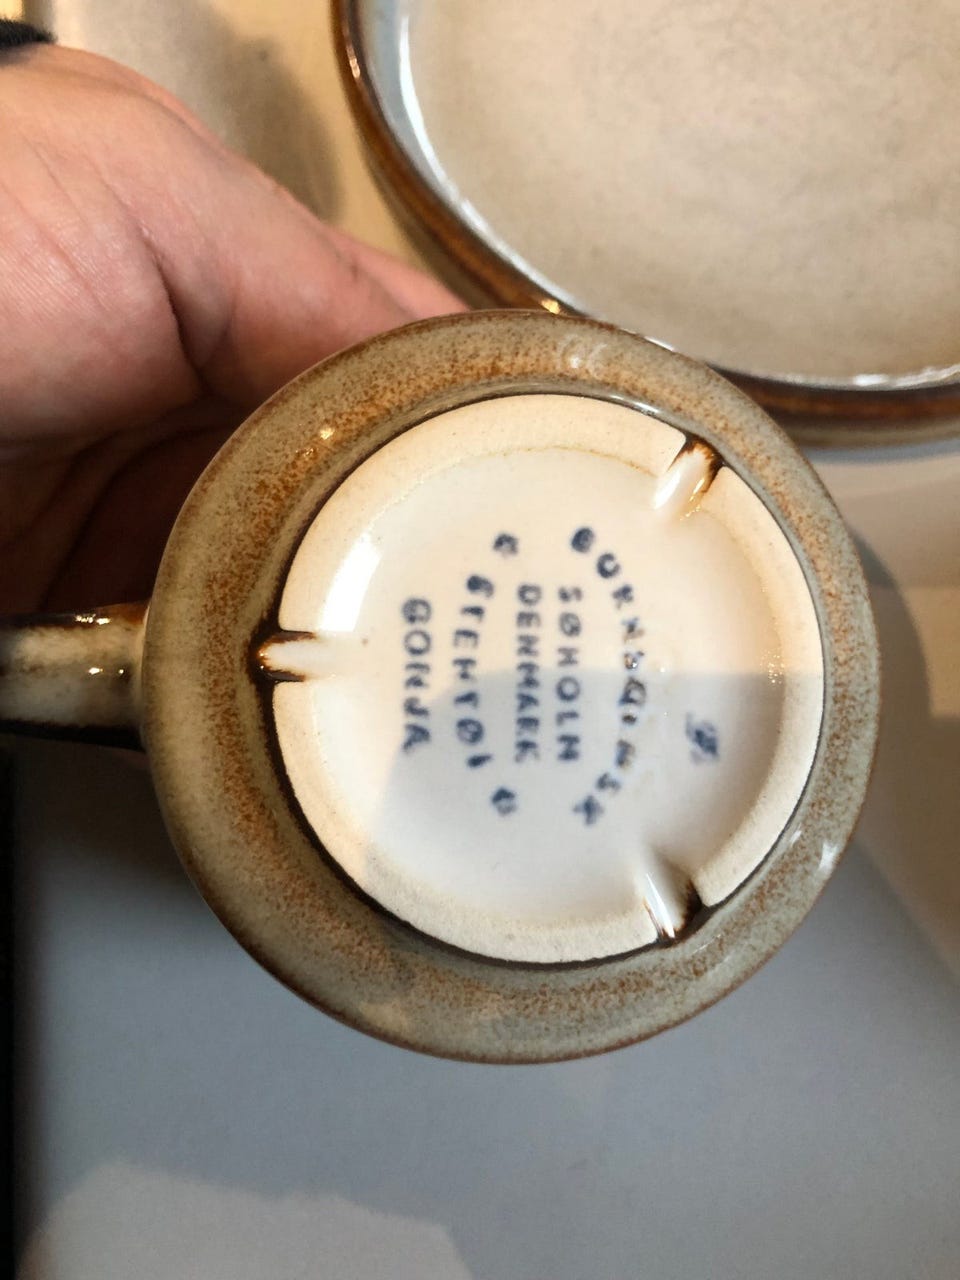 BORNHOLMSK
SØHOLM
DENMARK
STENTØJ
SONJA